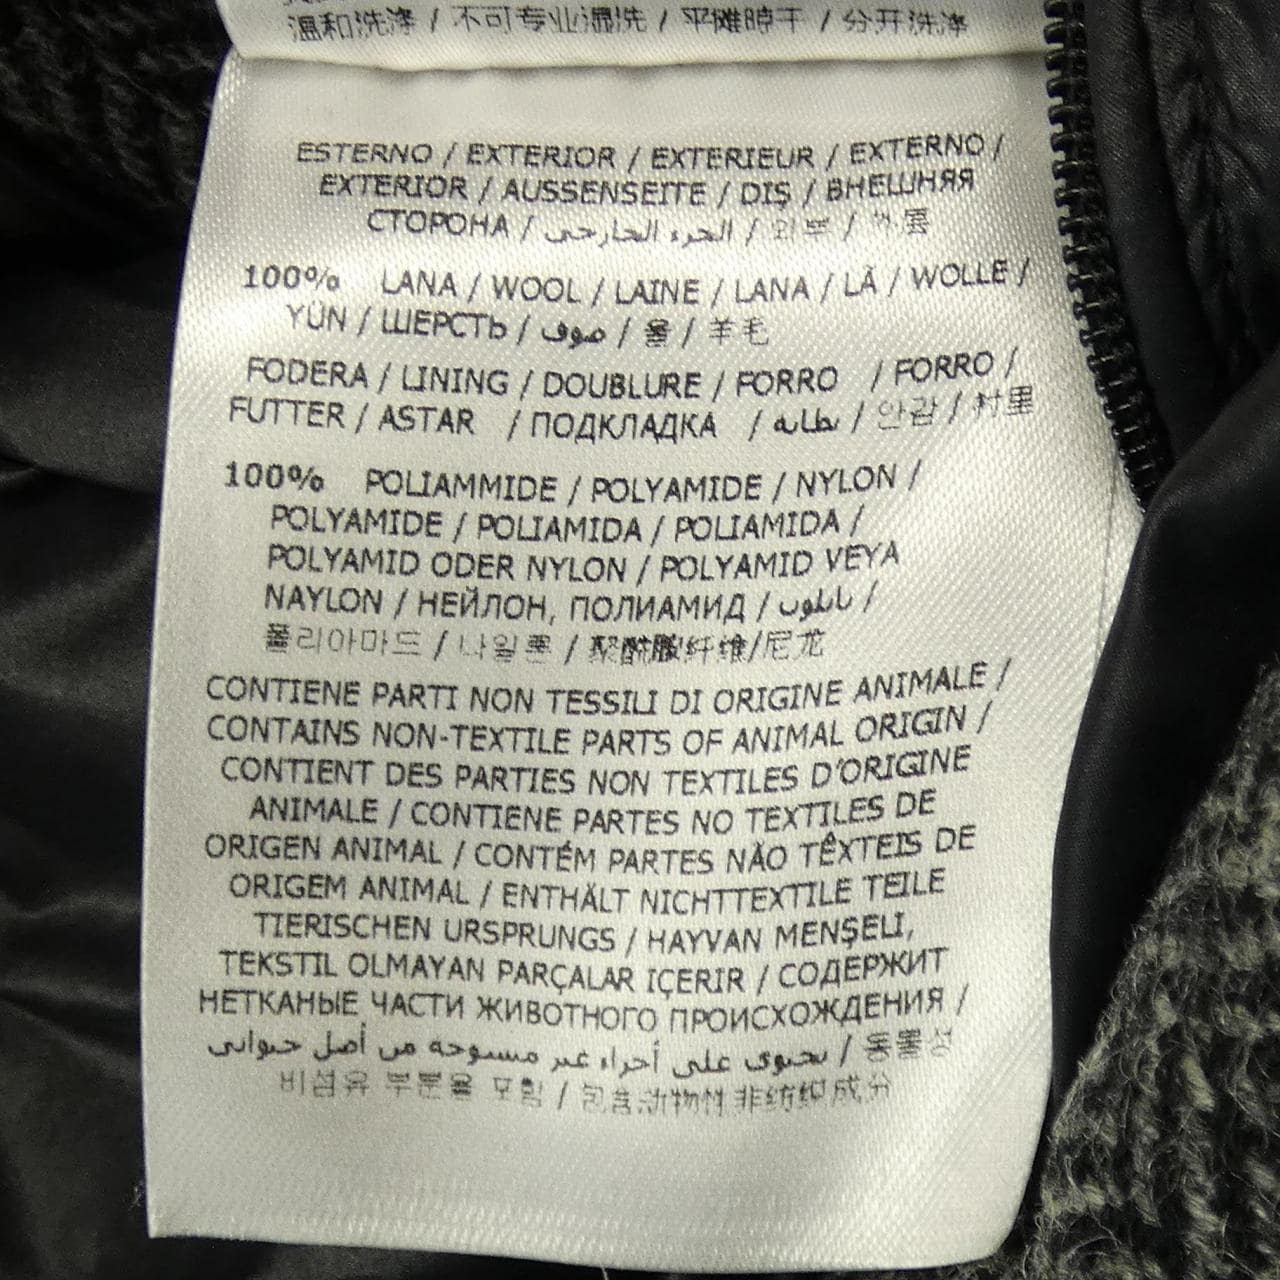 温和洗涤 / 不可专业湿洗 / 平摊晾干 / 分开洗涤
ESTERNO / EXTERIOR / EXTERIEUR / EXTERNO /
EXTERIOR / AUSSENSEITE / DIŞ / ВНЕШНЯЯ
СТОРОНА / الجزء الخارجي / 외부 /
100% LANA / WOOL / LAINE / LANA / LÃ / WOLLE /
YÜN / ШЕРСТЬ / صوف / 울 / 羊毛
FODERA / LINING / DOUBLURE / FORRO / FORRO /
FUTTER / ASTAR / ПОДКЛАДКА / بطانة / 안감 / 村里
100% POLIAMMIDE / POLYAMIDE / NYLON /
POLYAMIDE / POLIAMIDA / POLIAMIDA /
POLYAMID ODER NYLON / POLYAMID VEYA
NAYLON / НЕЙЛОН, ПОЛИАМИД / نايلون /
폴리아마드 / 나일론 / 聚酰胺纤维/尼龙
CONTIENE PARTI NON TESSILI DI ORIGINE ANIMALE /
CONTAINS NON-TEXTILE PARTS OF ANIMAL ORIGIN /
CONTIENT DES PARTIES NON TEXTILES D'ORIGINE
ANIMALE / CONTIENE PARTES NO TEXTILES DE
ORIGEN ANIMAL / CONTÉM PARTES NÃO TÊXTEIS DE
ORIGEM ANIMAL / ENTHÄLT NICHTTEXTILE TEILE
TIERISCHEN URSPRUNGS / HAYVAN MENŞELİ,
TEKSTIL OLMAYAN PARÇALAR IÇERIR / СОДЕРЖИТ
НЕТКАНЫЕ ЧАСТИ ЖИВОТНОГО ПРОИСХОЖДЕНИЯ /
يحتوي على أجزاء غير منسوجة من أصل حيواني / 동물성
비섬유 부분을 포함 / 包含动物性非纺织成分